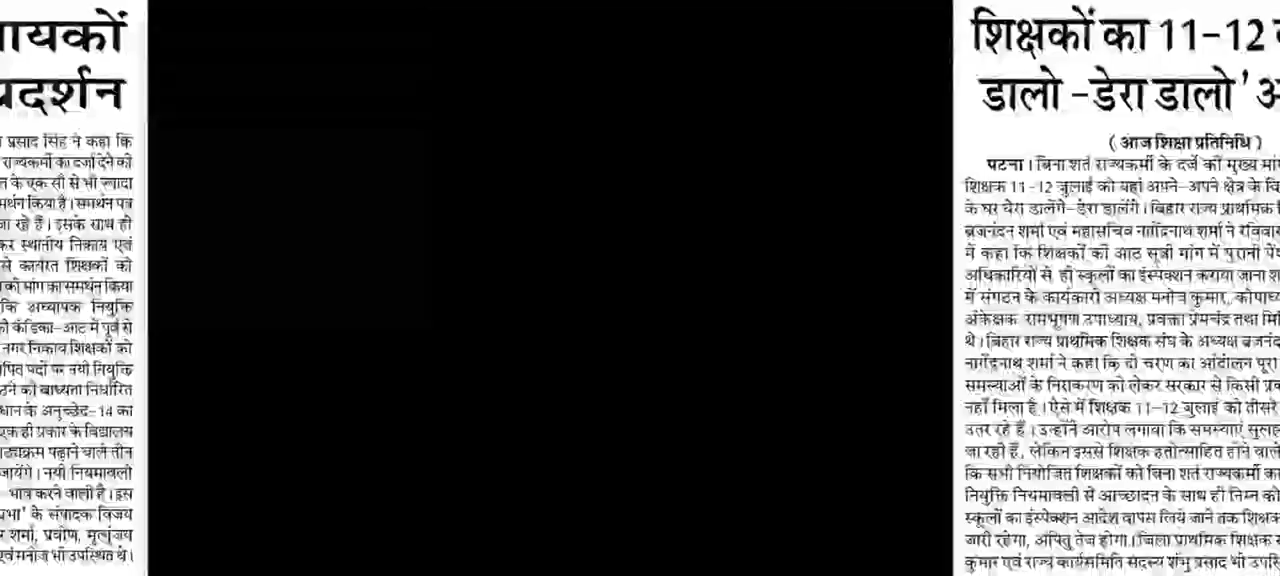 ायकों
प्रदर्शन
प्रसाद सिंह ने कहा कि
राज्यकर्मी का दर्जा देने की
त के एक सौ से भी ज्यादा
मर्थन किया है। समर्थन पत्र
जा रहे हैं। इसके साथ ही
कर स्थानीय निकाय एवं
से कार्यरत शिक्षकों को
की मांग का समर्थन किया
कि अध्यापक नियुक्ति
की कंडिका-आठ में पूर्व से
नगर निकाय शिक्षकों को
पित पदों पर नयी नियुक्ति
ठने की बाध्यता निर्धारित
धान के अनुच्छेद-14 का
एक ही प्रकार के विद्यालय
ाठ्यक्रम पढ़ाने वाले तीन
जायेंगे। नयी नियमावली
भाव करने वाली है। इस
भा' के संपादक विजय
र शर्मा, प्रवीण, मृत्युंजय
एवं मनोज भी उपस्थित थे।
शिक्षकों का 11-12
डालो -डेरा डालो' अ
( आज शिक्षा प्रतिनिधि )
पटना। बिना शर्त राज्यकर्मी के दर्जे की मुख्य मां
शिक्षक 11-12 जुलाई को यहां अपने-अपने क्षेत्र के वि
के घर घेरा डालेंगे-डेरा डालेंगे। बिहार राज्य प्राथमिक
ब्रजनंदन शर्मा एवं महासचिव नागेंद्रनाथ शर्मा ने रविवार
में कहा कि शिक्षकों की आठ सूत्री मांग में पुरानी पें
अधिकारियों से ही स्कूलों का इंस्पेक्शन कराया जाना श
में संगठन के कार्यकारी अध्यक्ष मनोज कुमार, कोषाध्य
अंकेक्षक रामभूषण उपाध्याय, प्रवक्ता प्रेमचंद्र तथा मि
थे। बिहार राज्य प्राथमिक शिक्षक संघ के अध्यक्ष ब्रजनंद
नागेंद्रनाथ शर्मा ने कहा कि दो चरण का आंदोलन पूरा
समस्याओं के निराकरण को लेकर सरकार से किसी प्रक
नहीं मिला है। ऐसे में शिक्षक 11-12 जुलाई को तीसरे
उतर रहे हैं। उन्होंने आरोप लगाया कि समस्याएं सुलझ
जा रही हैं, लेकिन इससे शिक्षक हतोत्साहित होने वाले
कि सभी नियोजित शिक्षकों को बिना शर्त राज्यकर्मी का
नियुक्ति नियमावली से आच्छादन के साथ ही निम्न को
स्कूलों का इंस्पेक्शन आदेश वापस लिये जाने तक शिक्षक
जारी रहेगा, अपितु तेज होगा। जिला प्राथमिक शिक्षक स
कुमार एवं राज्य कार्यसमिति सदस्य शंभु प्रसाद भी उपस्